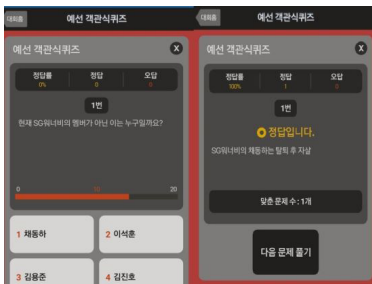 대회홈
예선 객관식퀴즈
예선 객관식퀴즈
X
정답률 정답 오답
0% 0 0
1번
현재 SG워너비의 멤버가 아닌 이는 누구일까요?
0 20
1 채동하
2 이석훈
3 김용준
4 김진호
대회홈
예선 객관식퀴즈
예선 객관식퀴즈
X
정답률 정답 오답
100% 1 0
1번
정답입니다.
SG워너비의 채동하는 탈퇴 후 자살
맞춘 문제 수 : 1개
다음 문제 풀기